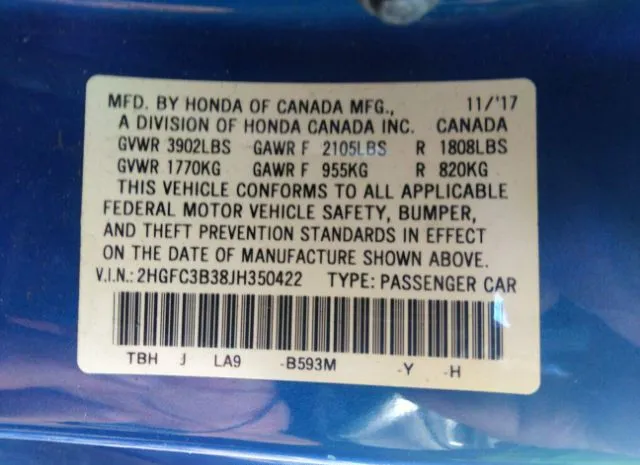 MFD. BY HONDA OF CANADA MFG., 11/'17
A DIVISION OF HONDA CANADA INC. CANADA
GVWR 3902LBS GAWR F 2105LBS R 1808LBS
GVWR 1770KG GAWR F 955KG R 820KG
THIS VEHICLE CONFORMS TO ALL APPLICABLE
FEDERAL MOTOR VEHICLE SAFETY, BUMPER,
AND THEFT PREVENTION STANDARDS IN EFFECT
ON THE DATE OF MANUFACTURE SHOWN ABOVE.
V.I.N.: 2HGFC3B38JH350422 TYPE: PASSENGER CAR
TBH J LA9 -B593M -Y -H